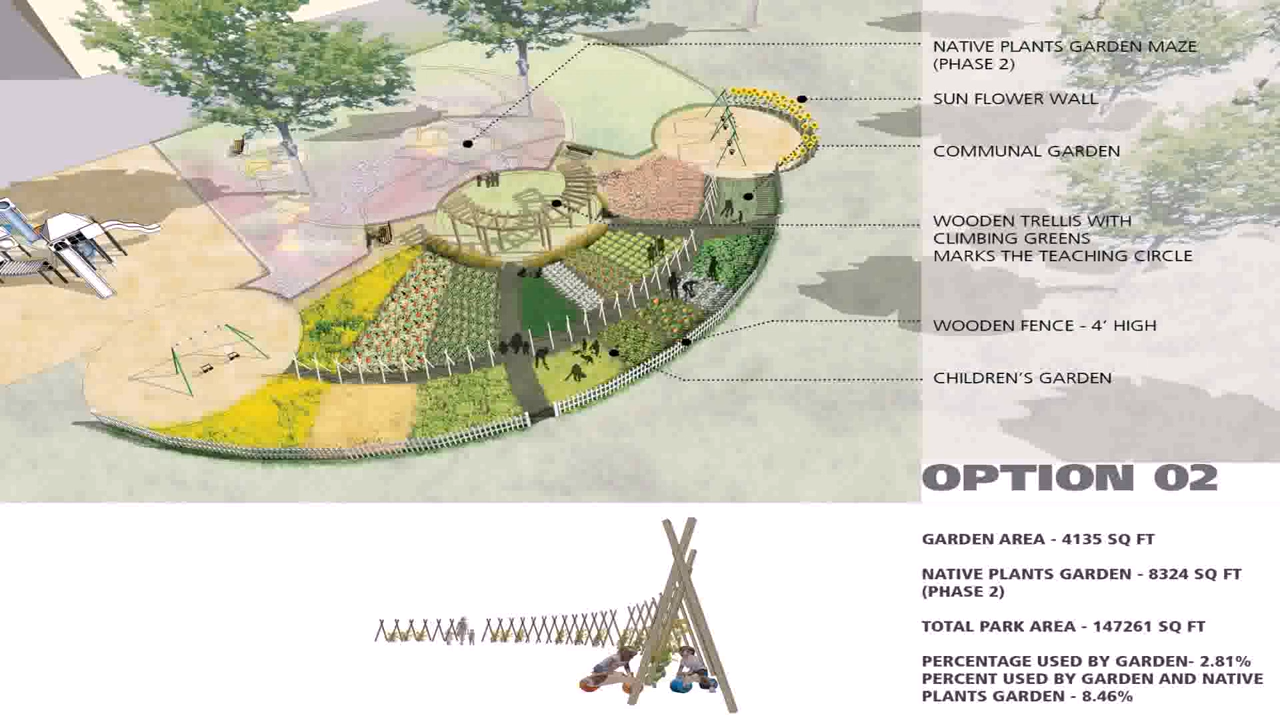 NATIVE PLANTS GARDEN MAZE
(PHASE 2)
SUN FLOWER WALL
COMMUNAL GARDEN
WOODEN TRELLIS WITH
CLIMBING GREENS
MARKS THE TEACHING CIRCLE
WOODEN FENCE - 4' HIGH
CHILDREN'S GARDEN
OPTION 02
GARDEN AREA - 4135 SQ FT
NATIVE PLANTS GARDEN - 8324 SQ FT
(PHASE 2)
TOTAL PARK AREA - 147261 SQ FT
PERCENTAGE USED BY GARDEN- 2.81%
PERCENT USED BY GARDEN AND NATIVE
PLANTS GARDEN - 8.46%